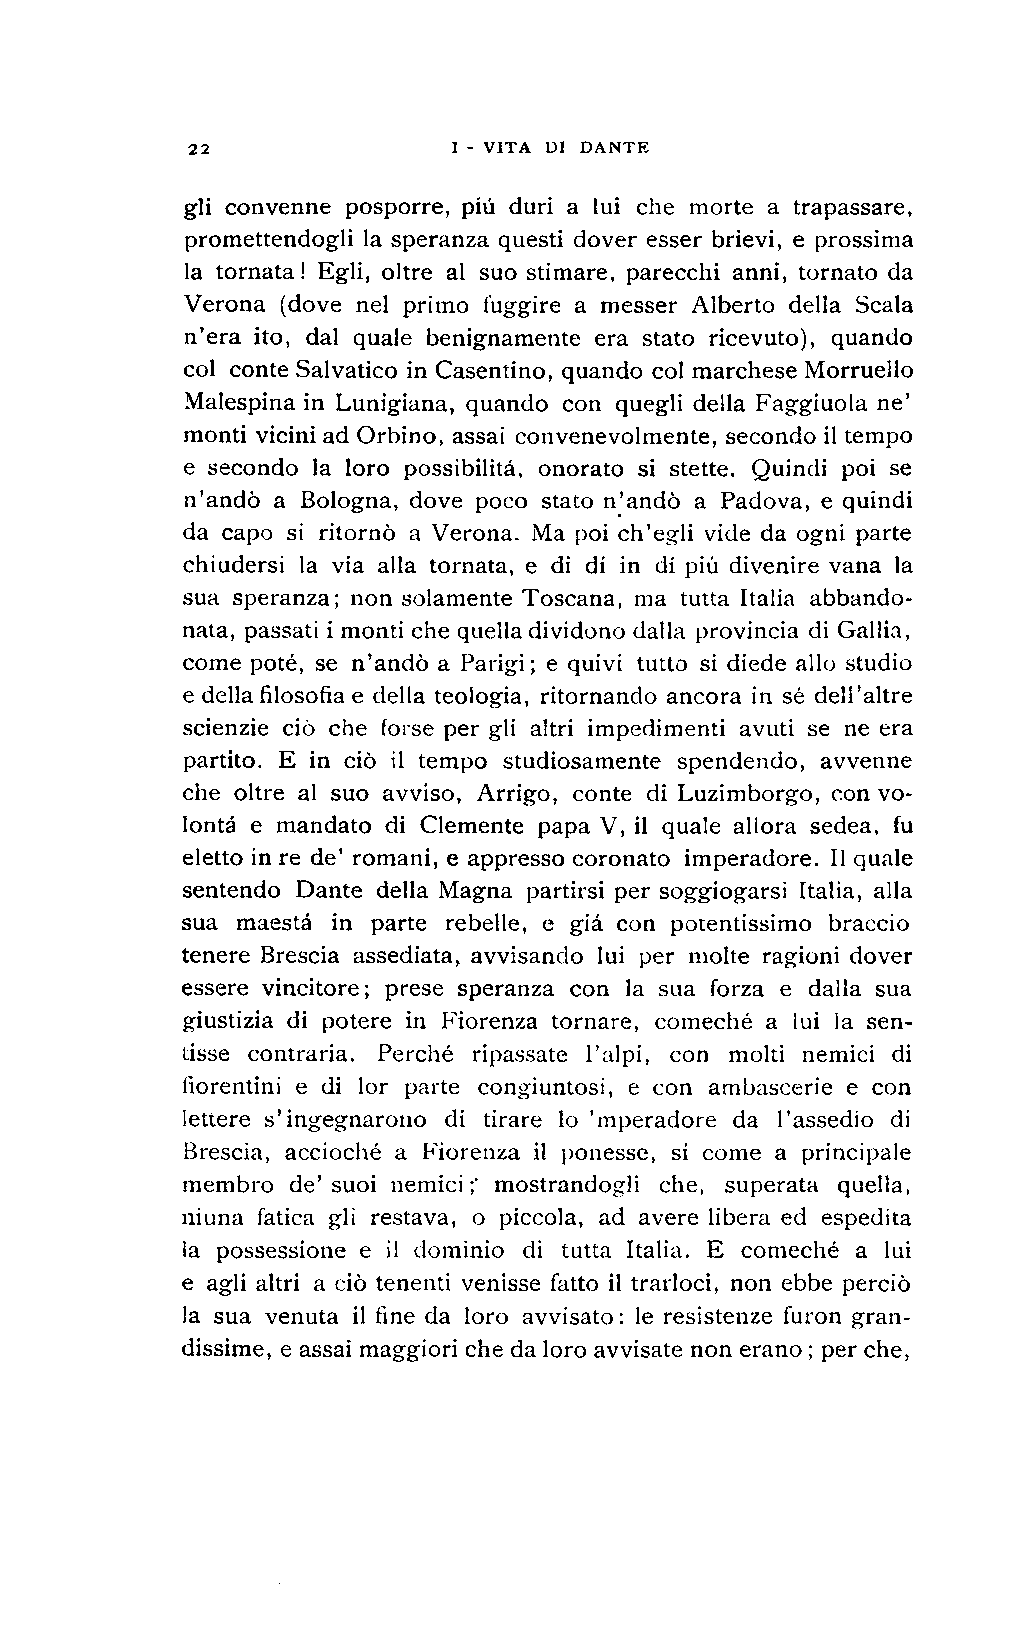 22 I - VITA DI DANTE
gli convenne posporre, piú duri a lui che morte a trapassare,
promettendogli la speranza questi dover esser brievi, e prossima
la tornata! Egli, oltre al suo stimare, parecchi anni, tornato da
Verona (dove nel primo fuggire a messer Alberto della Scala
n'era ito, dal quale benignamente era stato ricevuto), quando
col conte Salvatico in Casentino, quando col marchese Morruello
Malespina in Lunigiana, quando con quegli della Faggiuola ne'
monti vicini ad Orbino, assai convenevolmente, secondo il tempo
e secondo la loro possibilitá, onorato si stette. Quindi poi se
n'andò a Bologna, dove poco stato n'andò a Padova, e quindi
da capo si ritornò a Verona. Ma poi ch'egli vide da ogni parte
chiudersi la via alla tornata, e di dí in dí piú divenire vana la
sua speranza; non solamente Toscana, ma tutta Italia abbando-
nata, passati i monti che quella dividono dalla provincia di Gallia,
come poté, se n'andò a Parigi; e quivi tutto si diede allo studio
e della filosofia e della teologia, ritornando ancora in sé dell'altre
scienzie ciò che forse per gli altri impedimenti avuti se ne era
partito. E in ciò il tempo studiosamente spendendo, avvenne
che oltre al suo avviso, Arrigo, conte di Luzimborgo, con vo-
lontá e mandato di Clemente papa V, il quale allora sedea, fu
eletto in re de' romani, e appresso coronato imperadore. Il quale
sentendo Dante della Magna partirsi per soggiogarsi Italia, alla
sua maestá in parte rebelle, e giá con potentissimo braccio
tenere Brescia assediata, avvisando lui per molte ragioni dover
essere vincitore; prese speranza con la sua forza e dalla sua
giustizia di potere in Fiorenza tornare, comeché a lui la sen-
tisse contraria. Perché ripassate l'alpi, con molti nemici di
fiorentini e di lor parte congiuntosi, e con ambascerie e con
lettere s'ingegnarono di tirare lo 'mperadore da l'assedio di
Brescia, accioché a Fiorenza il ponesse, sí come a principale
membro de' suoi nemici; mostrandogli che, superata quella,
niuna fatica gli restava, o piccola, ad avere libera ed espedita
la possessione e il dominio di tutta Italia. E comeché a lui
e agli altri a ciò tenenti venisse fatto il trarloci, non ebbe perciò
la sua venuta il fine da loro avvisato: le resistenze furon gran-
dissime, e assai maggiori che da loro avvisate non erano; per che,